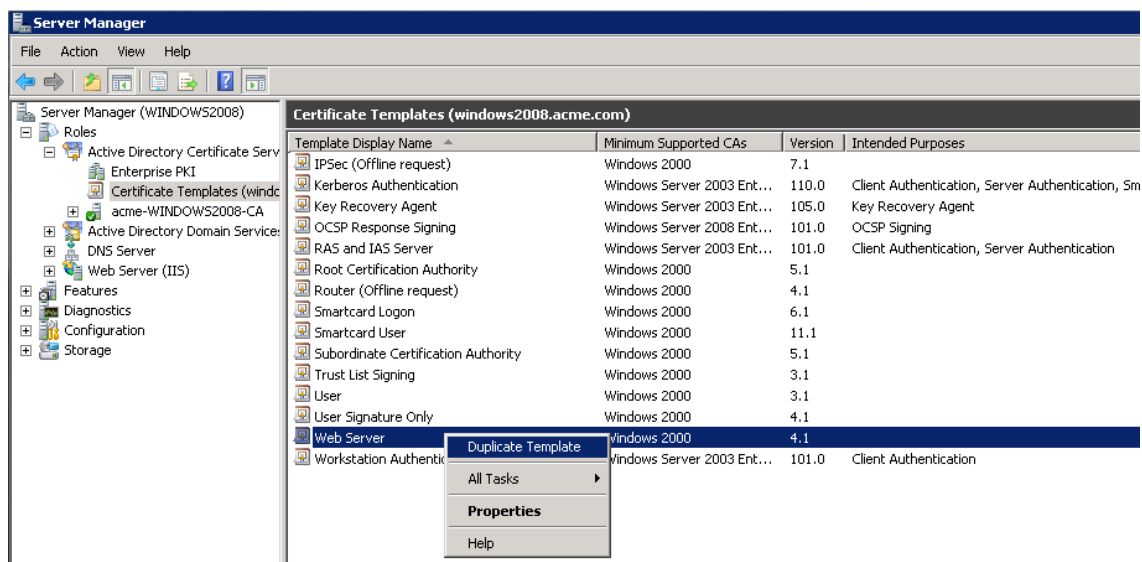 Server Manager
File Action View Help
Server Manager (WINDOWS2008)
Roles
Active Directory Certificate Serv
Enterprise PKI
Certificate Templates (windc
acme-WINDOWS2008-CA
Active Directory Domain Service
DNS Server
Web Server (IIS)
Features
Diagnostics
Configuration
Storage
Certificate Templates (windows2008.acme.com)
Template Display Name Minimum Supported CAs Version Intended Purposes
IPSec (Offline request) Windows 2000 7.1
Kerberos Authentication Windows Server 2003 Ent... 110.0 Client Authentication, Server Authentication, Sm
Key Recovery Agent Windows Server 2003 Ent... 105.0 Key Recovery Agent
OCSP Response Signing Windows Server 2008 Ent... 101.0 OCSP Signing
RAS and IAS Server Windows Server 2003 Ent... 101.0 Client Authentication, Server Authentication
Root Certification Authority Windows 2000 5.1
Router (Offline request) Windows 2000 4.1
Smartcard Logon Windows 2000 6.1
Smartcard User Windows 2000 11.1
Subordinate Certification Authority Windows 2000 5.1
Trust List Signing Windows 2000 3.1
User Windows 2000 3.1
User Signature Only Windows 2000 4.1
Web Server Windows 2000 4.1
Workstation Authentic Windows Server 2003 Ent... 101.0 Client Authentication
Duplicate Template
All Tasks
Properties
Help